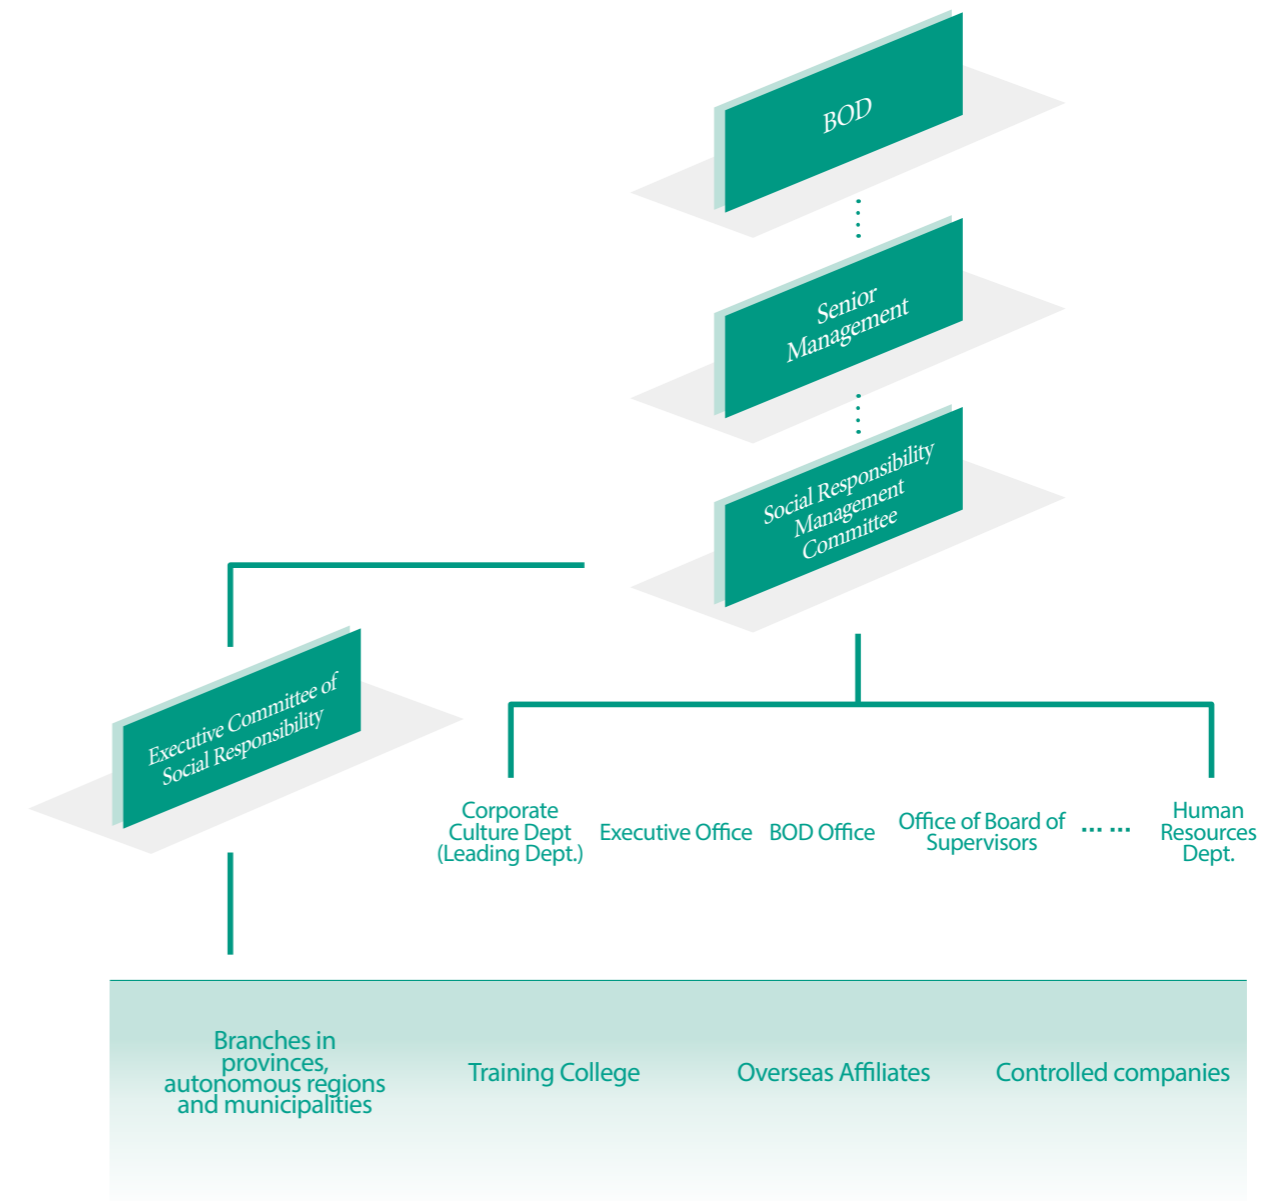 BOD
Senior
Management
Social Responsibility
Management
Committee
Executive Committee of
Social Responsibility
Corporate
Culture Dept
(Leading Dept.)
Executive Office
BOD Office
Office of Board of
Supervisors
... ...
Human
Resources
Dept.
Branches in
provinces,
autonomous regions
and municipalities
Training College
Overseas Affiliates
Controlled companies